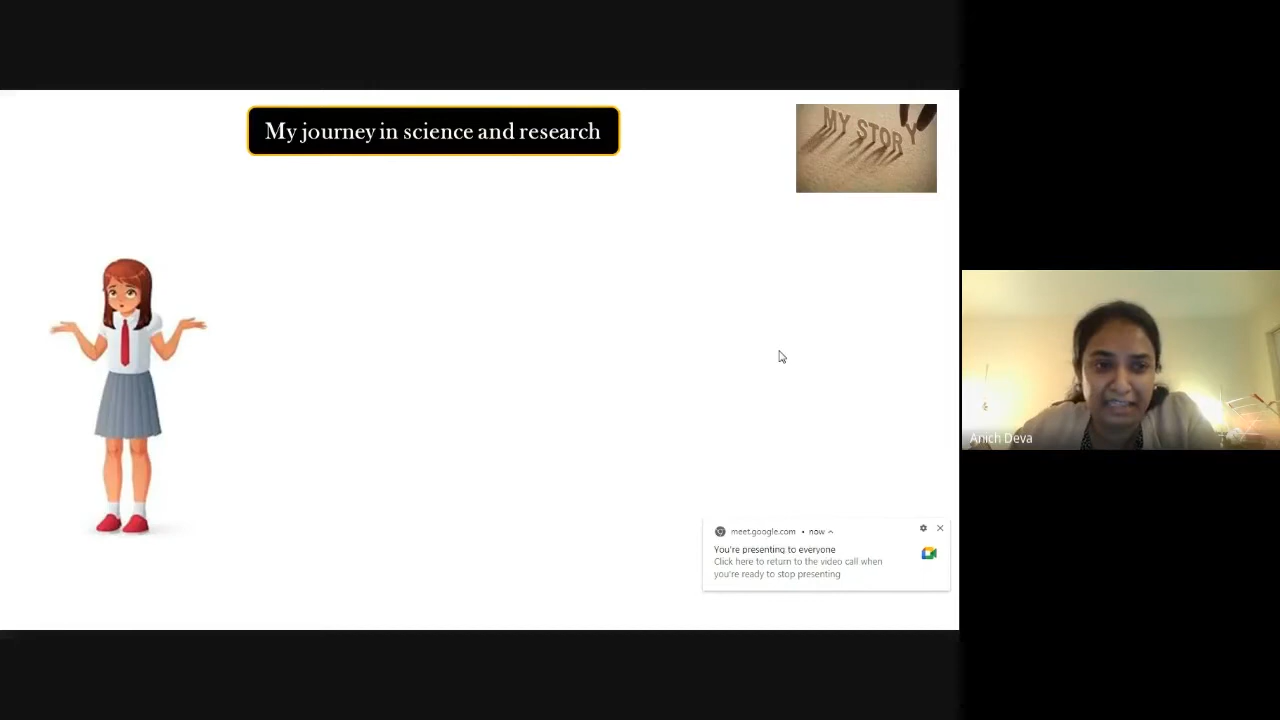 My journey in science and research
MY STORY
Anich Deva
meet.google.com • now
You're presenting to everyone
Click here to return to the video call when
you're ready to stop presenting